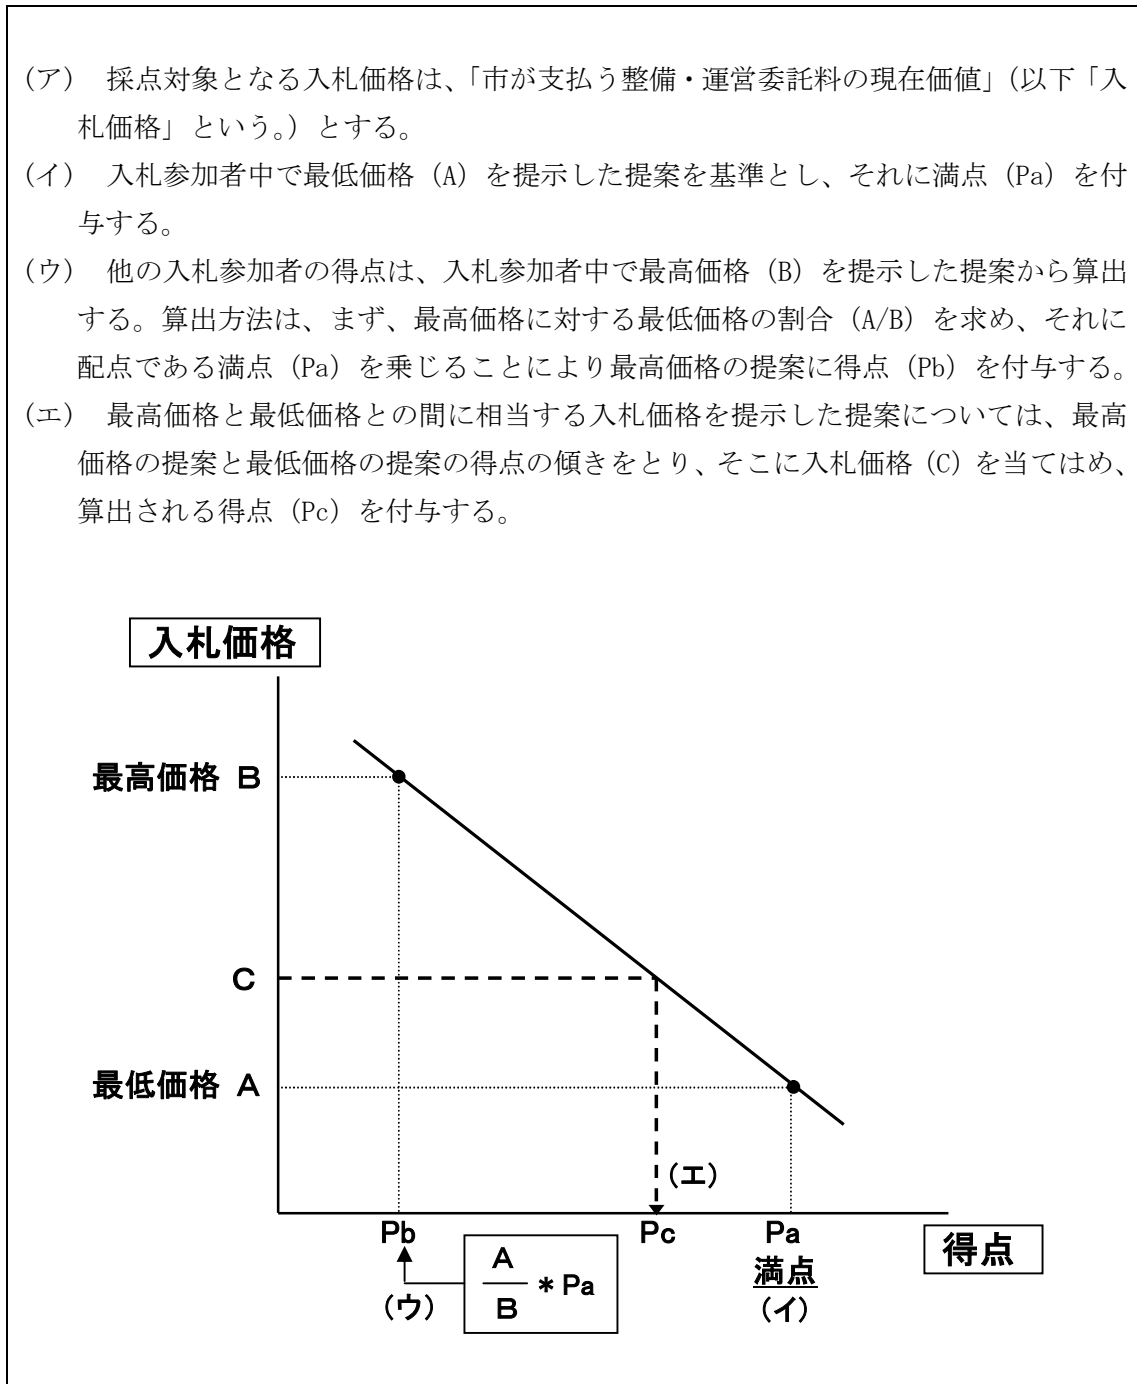 (ア) 採点対象となる入札価格は、「市が支払う整備・運営委託料の現在価値」（以下「入
札価格」という。）とする。
(イ) 入札参加者中で最低価格（A）を提示した提案を基準とし、それに満点（Pa）を付
与する。
(ウ) 他の入札参加者の得点は、入札参加者中で最高価格（B）を提示した提案から算出
する。算出方法は、まず、最高価格に対する最低価格の割合（A/B）を求め、それに
配点である満点（Pa）を乗じることにより最高価格の提案に得点（Pb）を付与する。
(エ) 最高価格と最低価格との間に相当する入札価格を提示した提案については、最高
価格の提案と最低価格の提案の得点の傾きをとり、そこに入札価格（C）を当てはめ、
算出される得点（Pc）を付与する。
入札価格
最高価格 B
C
最低価格 A
(エ)
Pb Pc Pa
得点
満点
(ウ)
A
B
* Pa
(イ)